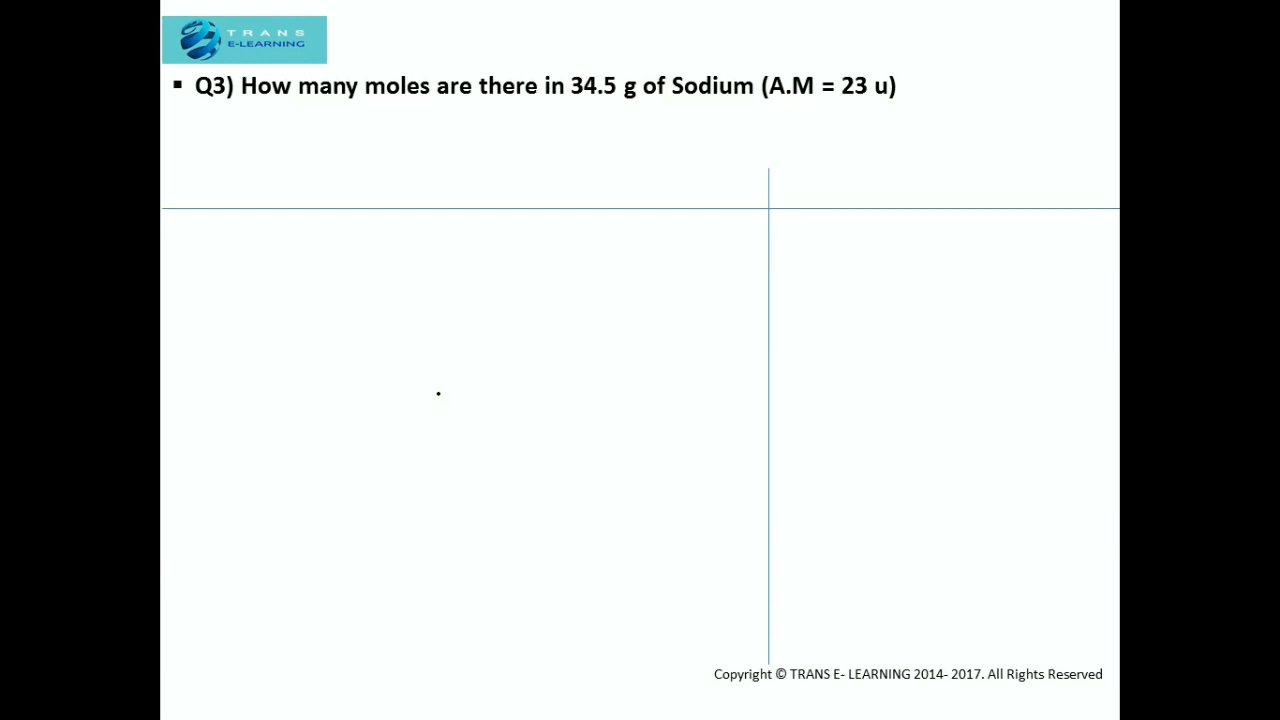 TRANS
E-LEARNING
▪ Q3) How many moles are there in 34.5 g of Sodium (A.M = 23 u)
Copyright © TRANS E- LEARNING 2014- 2017. All Rights Reserved